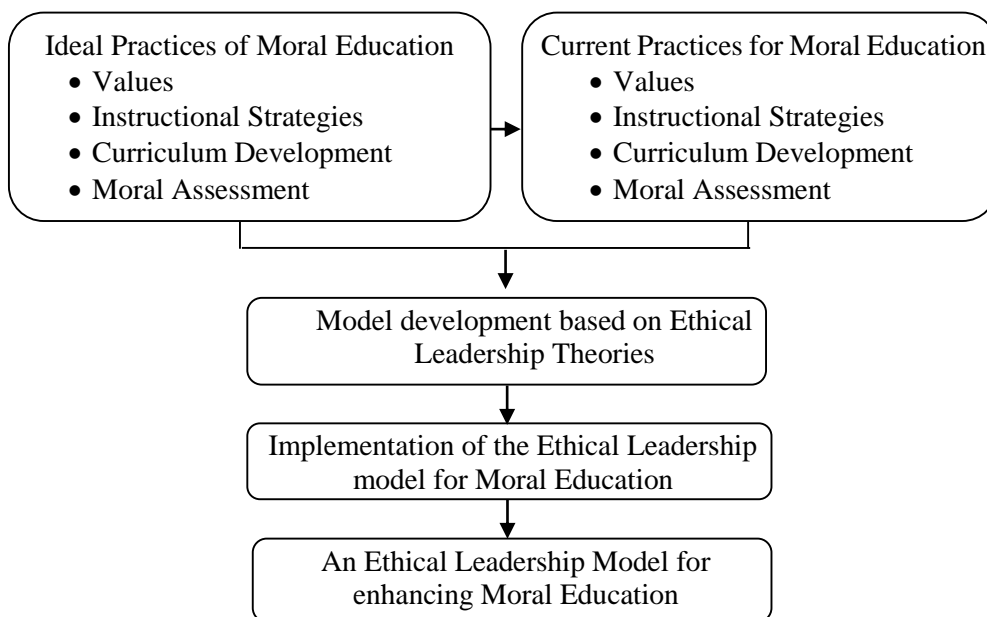 Ideal Practices of Moral Education
• Values
• Instructional Strategies
• Curriculum Development
• Moral Assessment
Current Practices for Moral Education
• Values
• Instructional Strategies
• Curriculum Development
• Moral Assessment
Model development based on Ethical
Leadership Theories
Implementation of the Ethical Leadership
model for Moral Education
An Ethical Leadership Model for
enhancing Moral Education